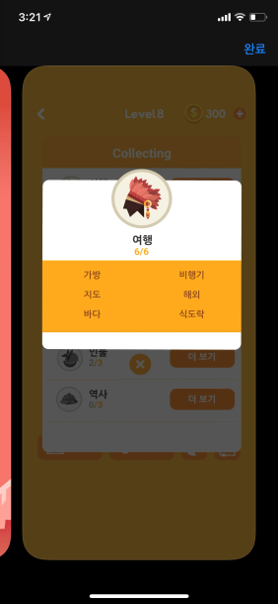 3:21
완료
Level 8
300
Collecting
여행
6/6
가방 비행기
지도 해외
바다 식도락
인물
2/3
더 보기
역사
0/3
더 보기